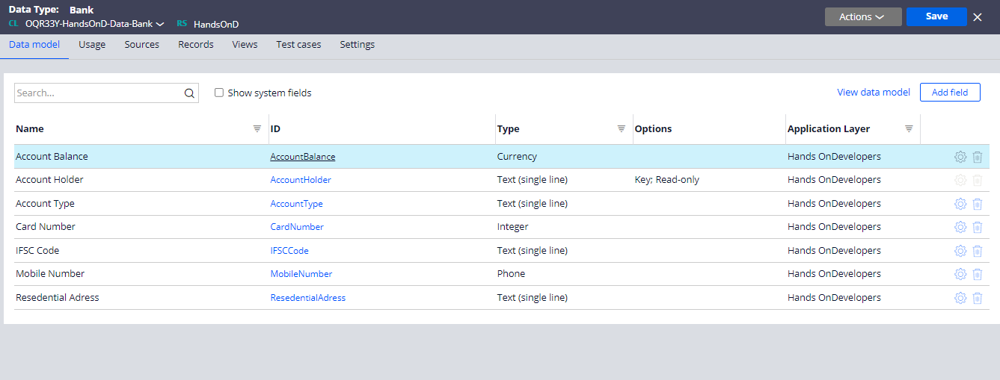 Data Type: Bank
CL OQR33Y-HandsOnD-Data-Bank RS HandsOnD
Actions Save
Data model Usage Sources Records Views Test cases Settings
Search... Show system fields View data model Add field
Name ID Type Options Application Layer
Account Balance AccountBalance Currency Hands OnDevelopers
Account Holder AccountHolder Text (single line) Key; Read-only Hands OnDevelopers
Account Type AccountType Text (single line) Hands OnDevelopers
Card Number CardNumber Integer Hands OnDevelopers
IFSC Code IFSCCode Text (single line) Hands OnDevelopers
Mobile Number MobileNumber Phone Hands OnDevelopers
Resedential Adress ResedentialAdress Text (single line) Hands OnDevelopers